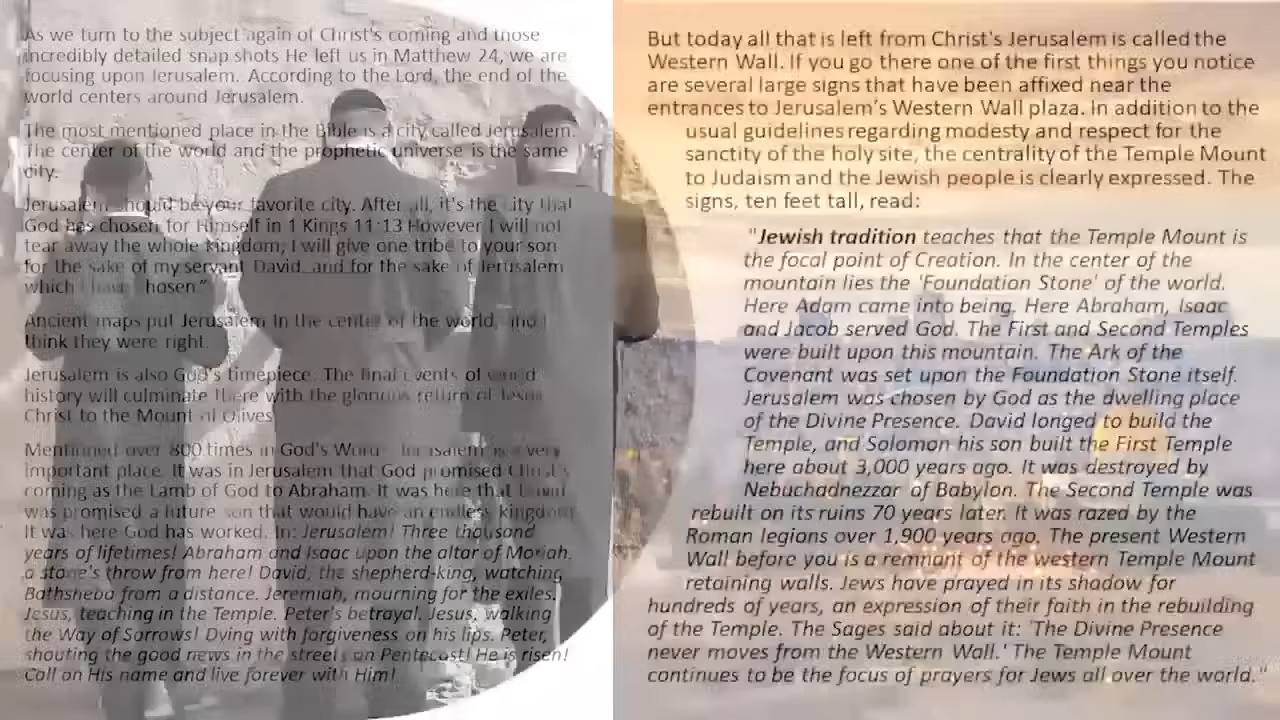 As we turn to the subject again of Christ's coming and those
incredibly detailed snap shots He left us in Matthew 24, we are
focusing upon Jerusalem. According to the Lord, the end of the
world centers around Jerusalem.
The most mentioned place in the Bible is a city called Jerusalem.
The center of the world and the prophetic universe is the same
city.
Jerusalem should be your favorite city. After all, it's the city that
God has chosen for Himself in 1 Kings 11:13 However I will not
tear away the whole kingdom; I will give one tribe to your son
for the sake of my servant David and for the sake of Jerusalem
which I have chosen."
Ancient maps put Jerusalem in the center of the world, and I
think they were right.
Jerusalem is also God's timepiece. The final events of world
history will culminate there with the glorious return of Jesus
Christ to the Mount of Olives
Mentioned over 800 times in God's Word Jerusalem is a very
important place. It was in Jerusalem that God promised Christ's
coming as the Lamb of God to Abraham. It was here that David
was promised a future son that would have an endless kingdom
It was here God has worked. In: Jerusalem! Three thousand
years of lifetimes! Abraham and Isaac upon the altar of Moriah.
a stone's throw from here! David, the shepherd-king, watching
Bathsheba from a distance. Jeremiah, mourning for the exiles.
Jesus, teaching in the Temple. Peter's betrayal. Jesus, walking
the Way of Sorrows! Dying with forgiveness on his lips. Peter,
shouting the good news in the streets on Pentecost! He is risen!
Call on His name and live forever with Him!
But today all that is left from Christ's Jerusalem is called the
Western Wall. If you go there one of the first things you notice
are several large signs that have been affixed near the
entrances to Jerusalem's Western Wall plaza. In addition to the
usual guidelines regarding modesty and respect for the
sanctity of the holy site, the centrality of the Temple Mount
to Judaism and the Jewish people is clearly expressed. The
signs, ten feet tall, read:
"Jewish tradition teaches that the Temple Mount is
the focal point of Creation. In the center of the
mountain lies the 'Foundation Stone' of the world.
Here Adam came into being. Here Abraham, Isaac
and Jacob served God. The First and Second Temples
were built upon this mountain. The Ark of the
Covenant was set upon the Foundation Stone itself.
Jerusalem was chosen by God as the dwelling place
of the Divine Presence. David longed to build the
Temple, and Solomon his son built the First Temple
here about 3,000 years ago. It was destroyed by
Nebuchadnezzar of Babylon. The Second Temple was
rebuilt on its ruins 70 years later. It was razed by the
Roman legions over 1,900 years ago. The present Western
Wall before you is a remnant of the western Temple Mount
retaining walls. Jews have prayed in its shadow for
hundreds of years, an expression of their faith in the rebuilding
of the Temple. The Sages said about it: 'The Divine Presence
never moves from the Western Wall.' The Temple Mount
continues to be the focus of prayers for Jews all over the world."